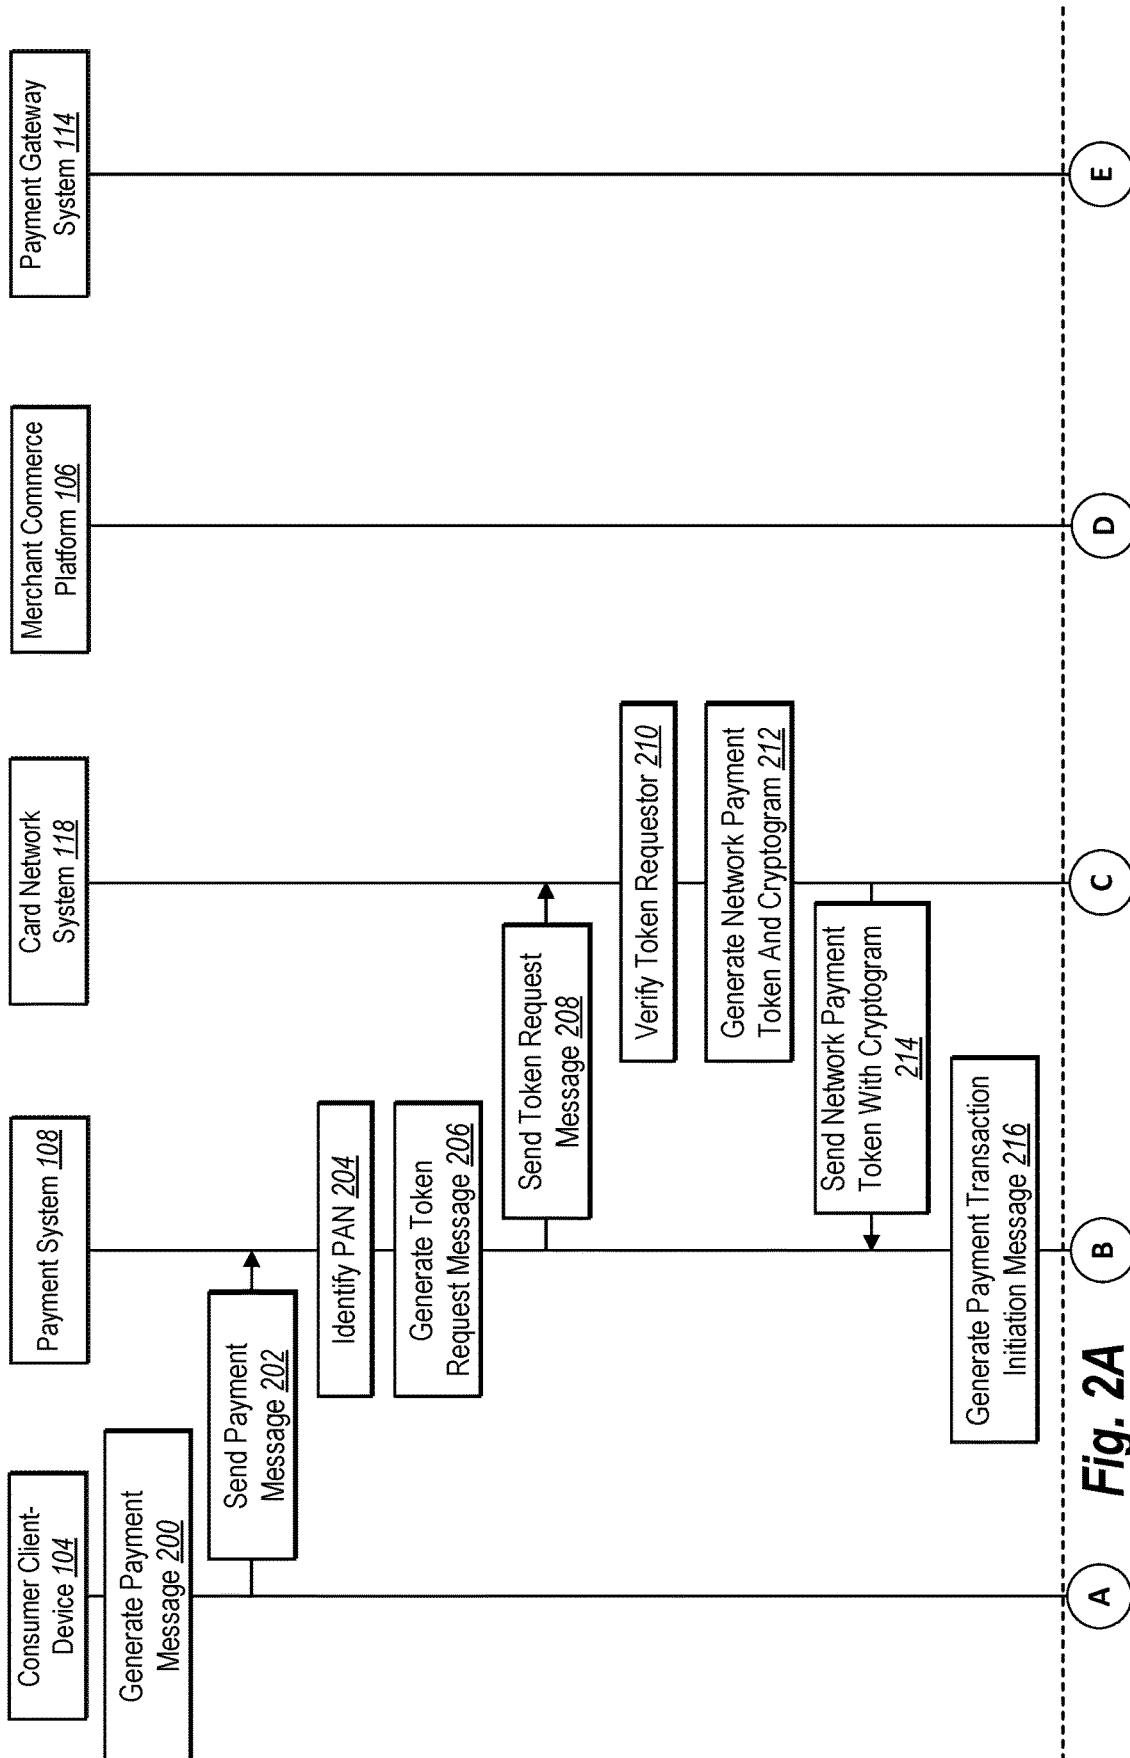 Consumer Client-
Device 104
Payment System 108
Card Network
System 118
Merchant Commerce
Platform 106
Payment Gateway
System 114
Generate Payment
Message 200
Send Payment
Message 202
Identify PAN 204
Generate Token
Request Message 206
Send Token Request
Message 208
Verify Token Requestor 210
Generate Network Payment
Token And Cryptogram 212
Send Network Payment
Token With Cryptogram
214
Generate Payment Transaction
Initiation Message 216
A
B
C
D
E
Fig. 2A